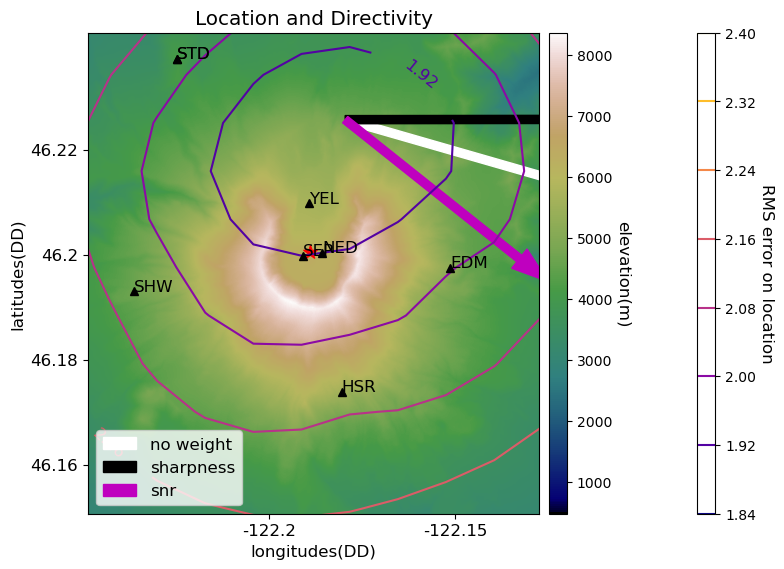 Location and Directivity
STD
STD
1.92
YEL
SEP
NED
EDM
SHW
HSR
46.22
46.2
46.18
46.16
-122.2
-122.15
latitudes(DD)
longitudes(DD)
no weight
sharpness
snr
8000
7000
6000
5000
4000
3000
2000
1000
elevation(m)
2.40
2.32
2.24
2.16
2.08
2.00
1.92
1.84
RMS error on location